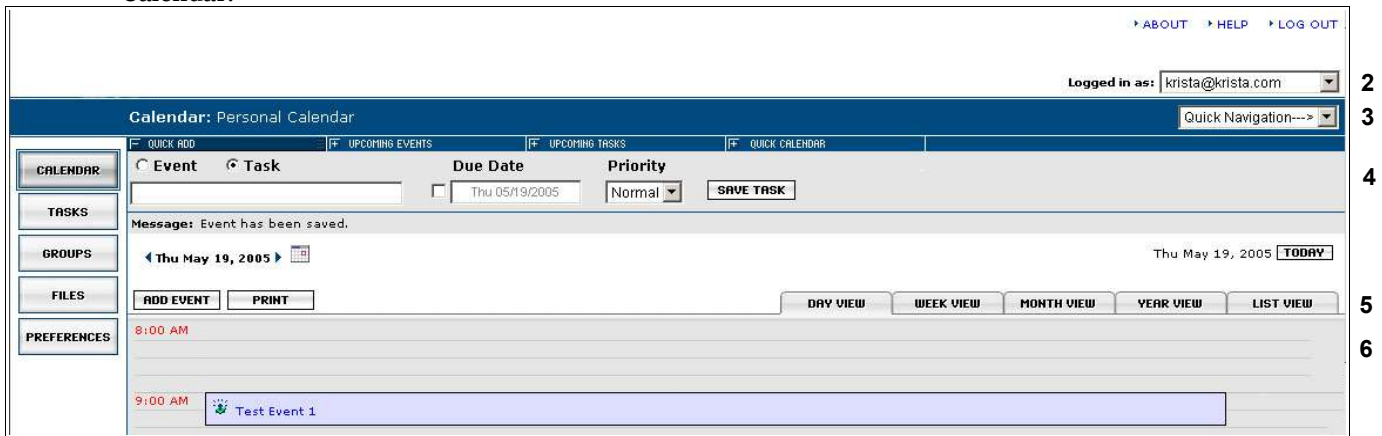 Calendar.
ABOUT HELP LOG OUT
Logged in as: krista@krista.com 2
Calendar: Personal Calendar Quick Navigation---> 3
QUICK ADD UPCOMING EVENTS UPCOMING TASKS QUICK CALENDAR
CALENDAR Event Task Due Date Priority
Thu 05/19/2005 Normal SAVE TASK 4
TASKS
Message: Event has been saved.
GROUPS Thu May 19, 2005 Thu May 19, 2005 TODAY
FILES ADD EVENT PRINT DAY VIEW WEEK VIEW MONTH VIEW YEAR VIEW LIST VIEW 5
PREFERENCES 8:00 AM 6
9:00 AM Test Event 1